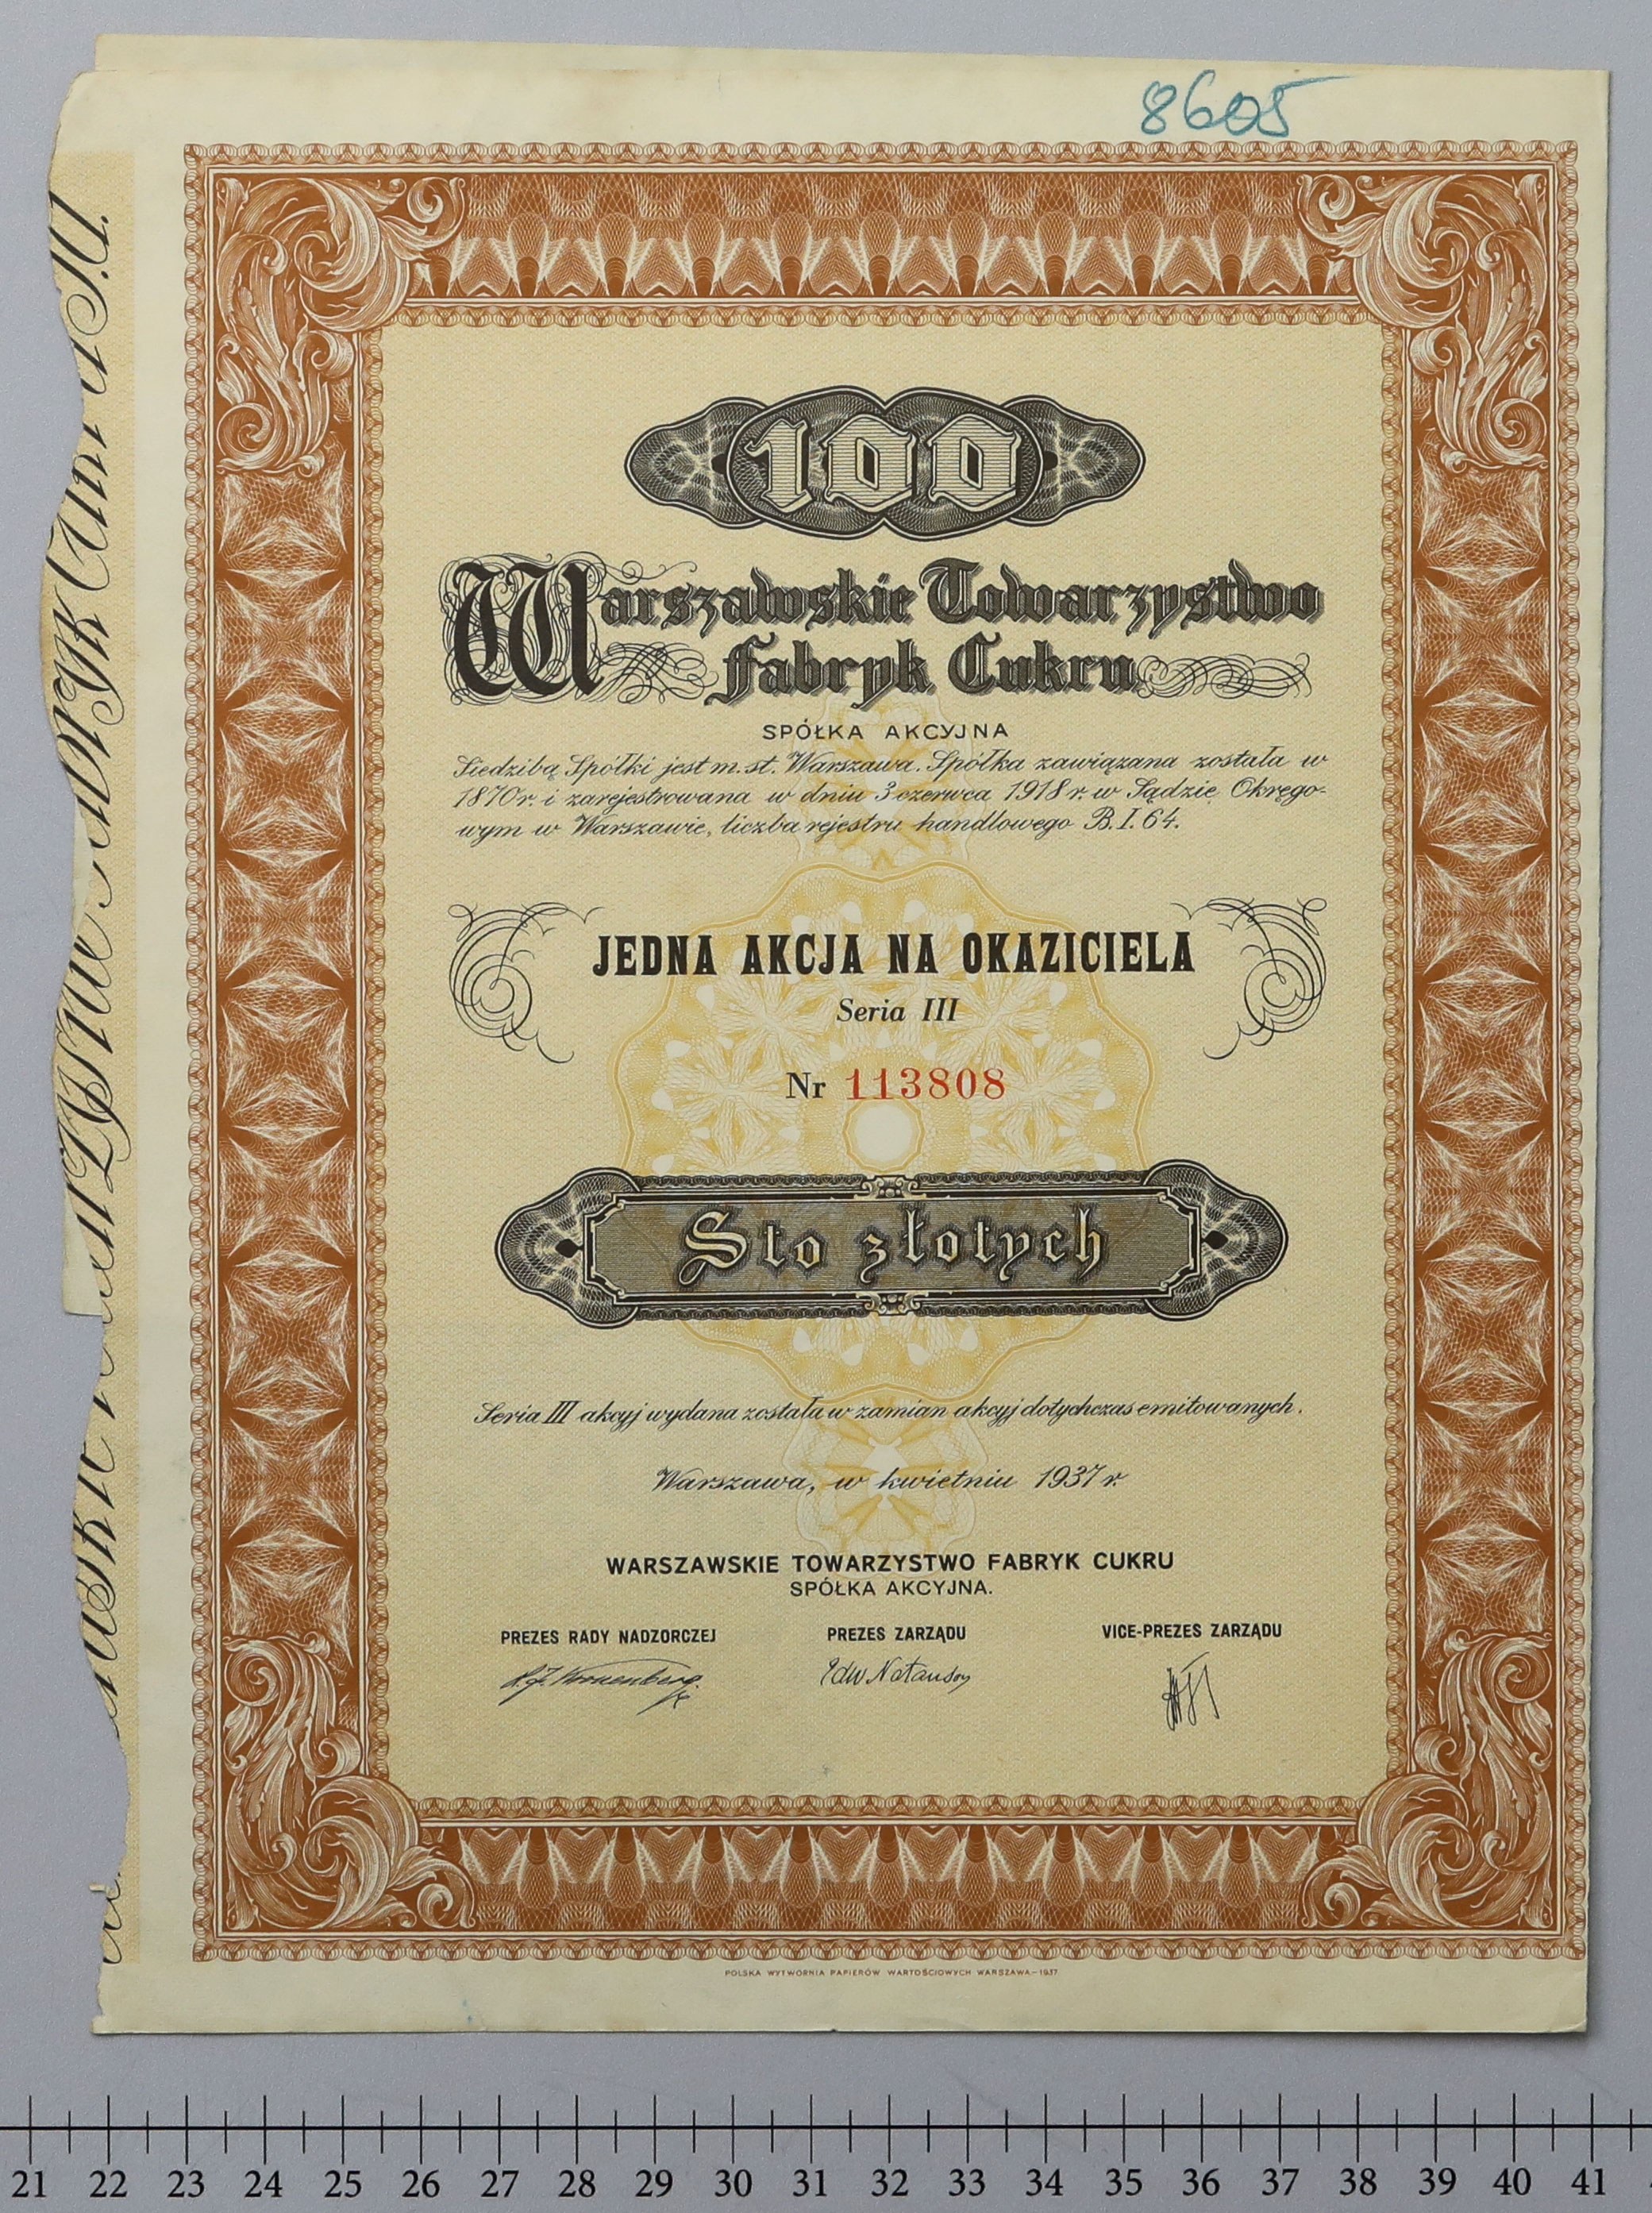 8605
100
Warszawskie Towarzystwo
Fabryk Cukru
SPÓŁKA AKCYJNA
Siedzibą Spółki jest m. st. Warszawa. Spółka zawiązana została w
1870 r. i zarejestrowana w dniu 3 czerwca 1918 r. w Sądzie Okręgo-
wym w Warszawie, liczba rejestru handlowego B. I. 64.
JEDNA AKCJA NA OKAZICIELA
Seria III
Nr 113808
Sto złotych
Seria III akcyj wydana została w zamian akcyj dotychczas emitowanych.
Warszawa, w kwietniu 1937 r.
WARSZAWSKIE TOWARZYSTWO FABRYK CUKRU
SPÓŁKA AKCYJNA.
PREZES RADY NADZORCZEJ PREZES ZARZĄDU VICE-PREZES ZARZĄDU
Kronenberg Edw Natanson
POLSKA WYTWORNIA PAPIERÓW WARTOŚCIOWYCH WARSZAWA.-1937
21 22 23 24 25 26 27 28 29 30 31 32 33 34 35 36 37 38 39 40 41